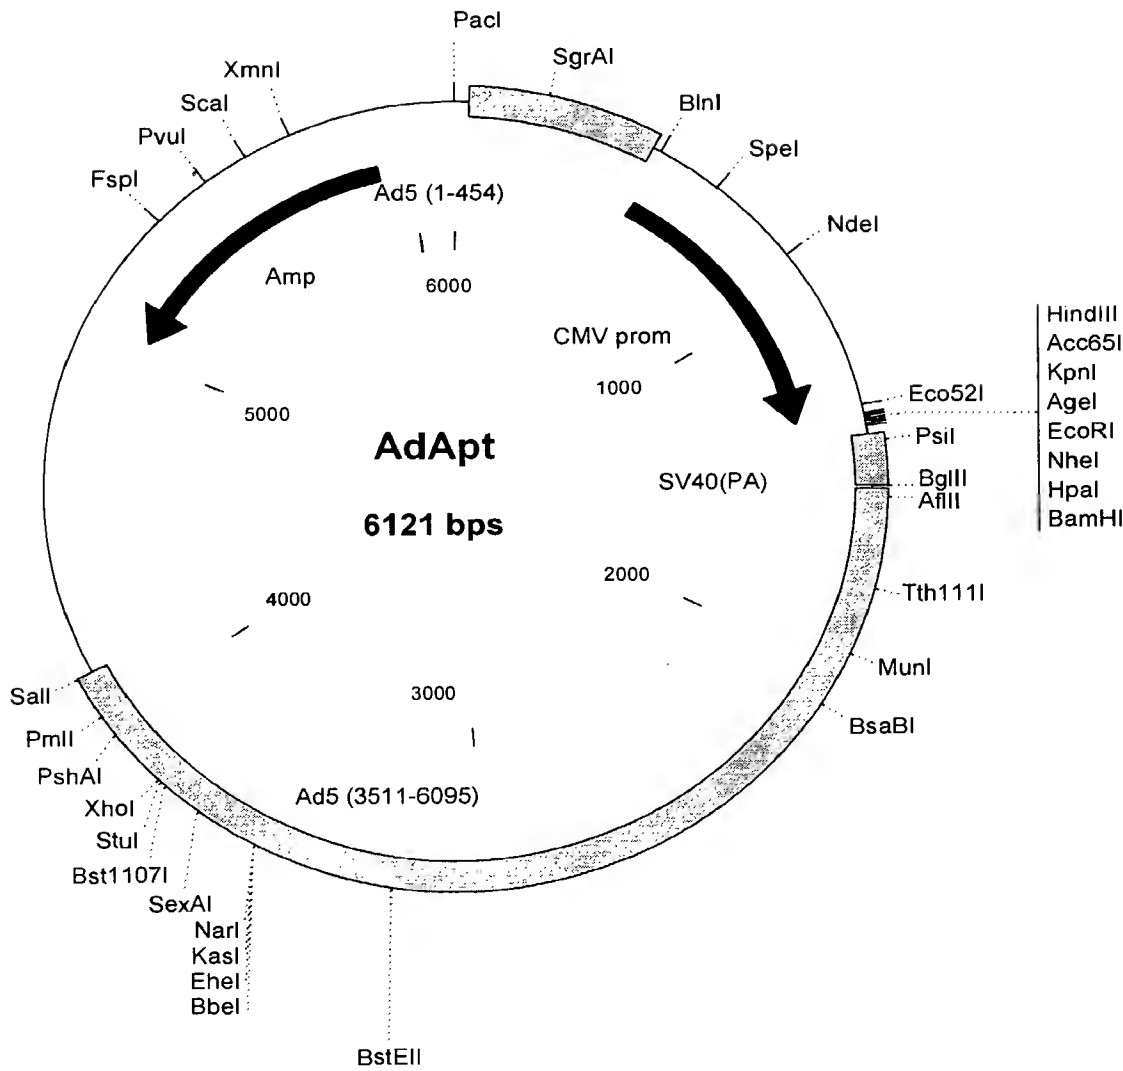 PacI
SgrAI
XmnI
BlnI
ScaI
SpeI
PvuI
FspI
Ad5 (1-454)
NdeI
Amp
6000
HindIII
Acc65I
KpnI
AgeI
EcoRI
NheI
HpaI
BamHI
CMV prom
1000
Eco52I
5000
PsiI
AdApt
SV40(PA)
BglII
AflII
6121 bps
2000
Tth111I
4000
MunI
SalI
3000
BsaBI
PmlI
PshAI
Ad5 (3511-6095)
XhoI
StuI
Bst1107I
SexAI
NarI
KasI
EheI
BbeI
BstEII